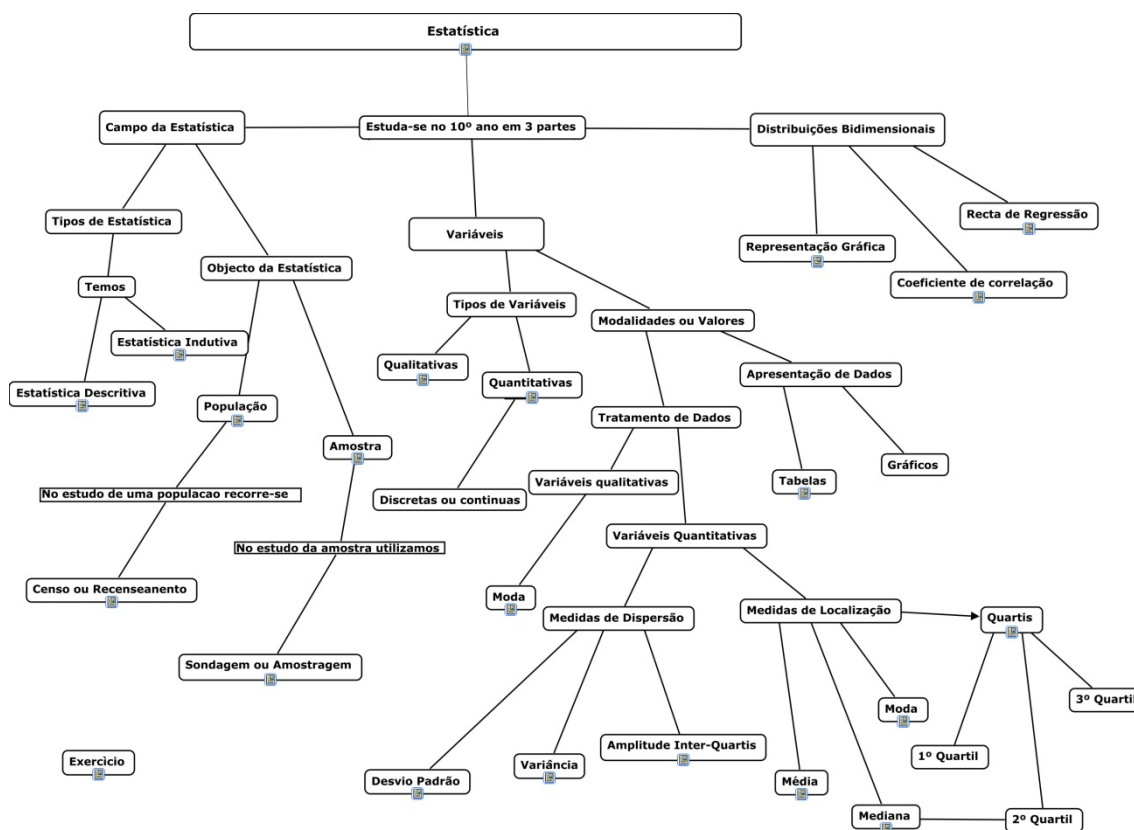 Estatística
Campo da Estatística
Estuda-se no 10º ano em 3 partes
Distribuições Bidimensionais
Tipos de Estatística
Recta de Regressão
Variáveis
Representação Gráfica
Objecto da Estatística
Temos
Coeficiente de correlação
Tipos de Variáveis
Modalidades ou Valores
Estatística Indutiva
Qualitativas
Apresentação de Dados
Quantitativas
Estatística Descritiva
População
Tratamento de Dados
Amostra
Gráficos
Variáveis qualitativas
Tabelas
No estudo de uma populacao recorre-se
Discretas ou continuas
Variáveis Quantitativas
No estudo da amostra utilizamos
Censo ou Recenseanento
Moda
Medidas de Dispersão
Medidas de Localização
Quartis
Sondagem ou Amostragem
3º Quartil
Moda
Amplitude Inter-Quartis
1º Quartil
Exercicio
Variância
Desvio Padrão
Média
Mediana
2º Quartil